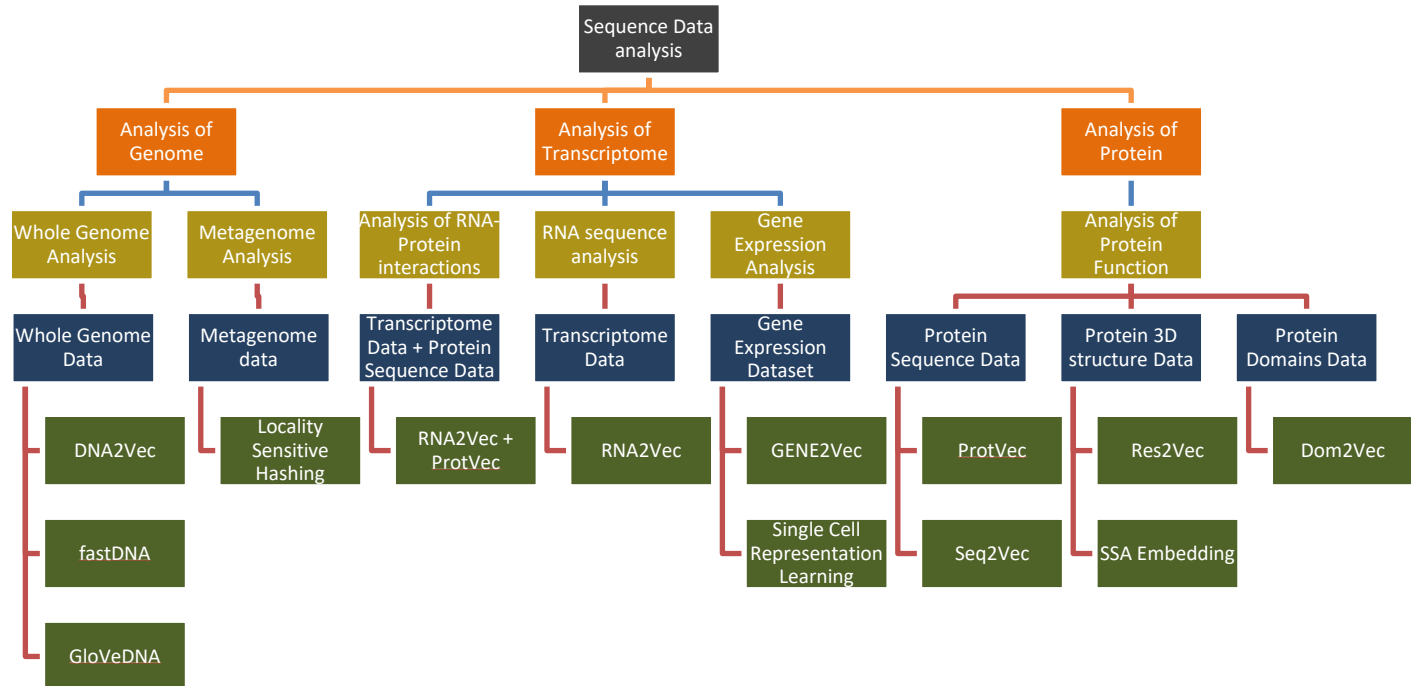 Sequence Data
analysis
Analysis of
Genome
Analysis of
Transcriptome
Analysis of
Protein
Whole Genome
Analysis
Metagenome
Analysis
Analysis of RNA-
Protein
interactions
RNA sequence
analysis
Gene
Expression
Analysis
Analysis of
Protein
Function
Whole Genome
Data
Metagenome
data
Transcriptome
Data + Protein
Sequence Data
Transcriptome
Data
Gene
Expression
Dataset
Protein
Sequence Data
Protein 3D
structure Data
Protein
Domains Data
DNA2Vec
Locality
Sensitive
Hashing
RNA2Vec +
ProtVec
RNA2Vec
GENE2Vec
ProtVec
Res2Vec
Dom2Vec
fastDNA
Single Cell
Representation
Learning
Seq2Vec
SSA Embedding
GloVeDNA